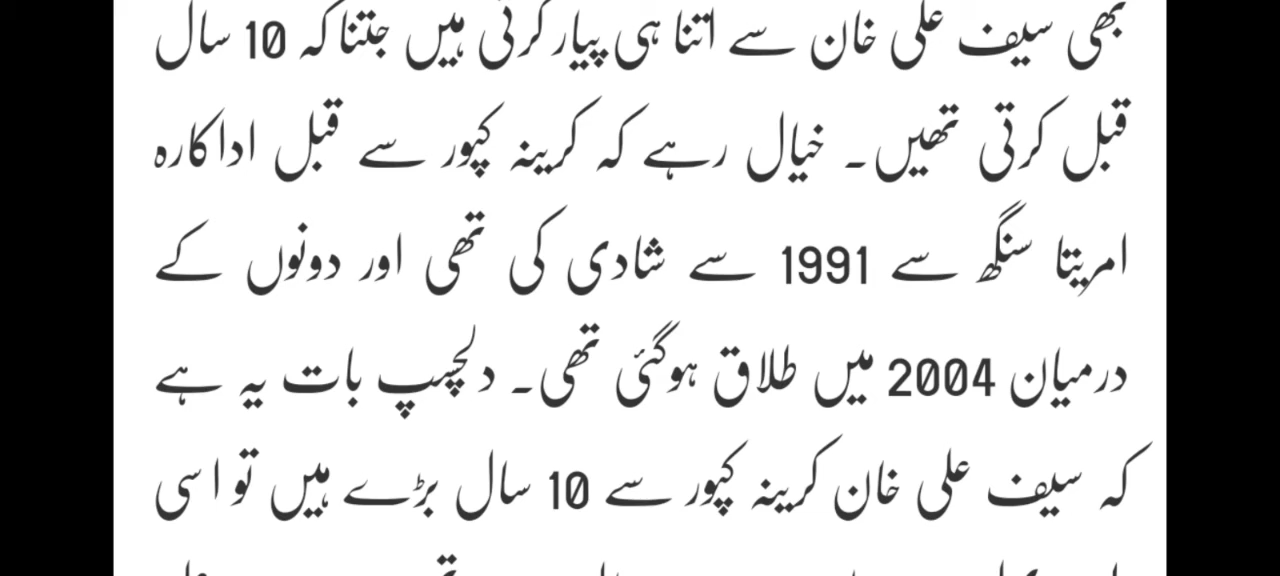 بھی سیف علی خان سے اتنا ہی پیار کرتی ہیں جتنا کہ 10 سال
قبل کرتی تھیں۔ خیال رہے کہ کرینہ کپور سے قبل اداکارہ
امریتا سنگھ سے 1991 سے شادی کی تھی اور دونوں کے
درمیان 2004 میں طلاق ہوگئی تھی۔ دلچسپ بات یہ ہے
کہ سیف علی خان کرینہ کپور سے 10 سال بڑے ہیں تو اسی